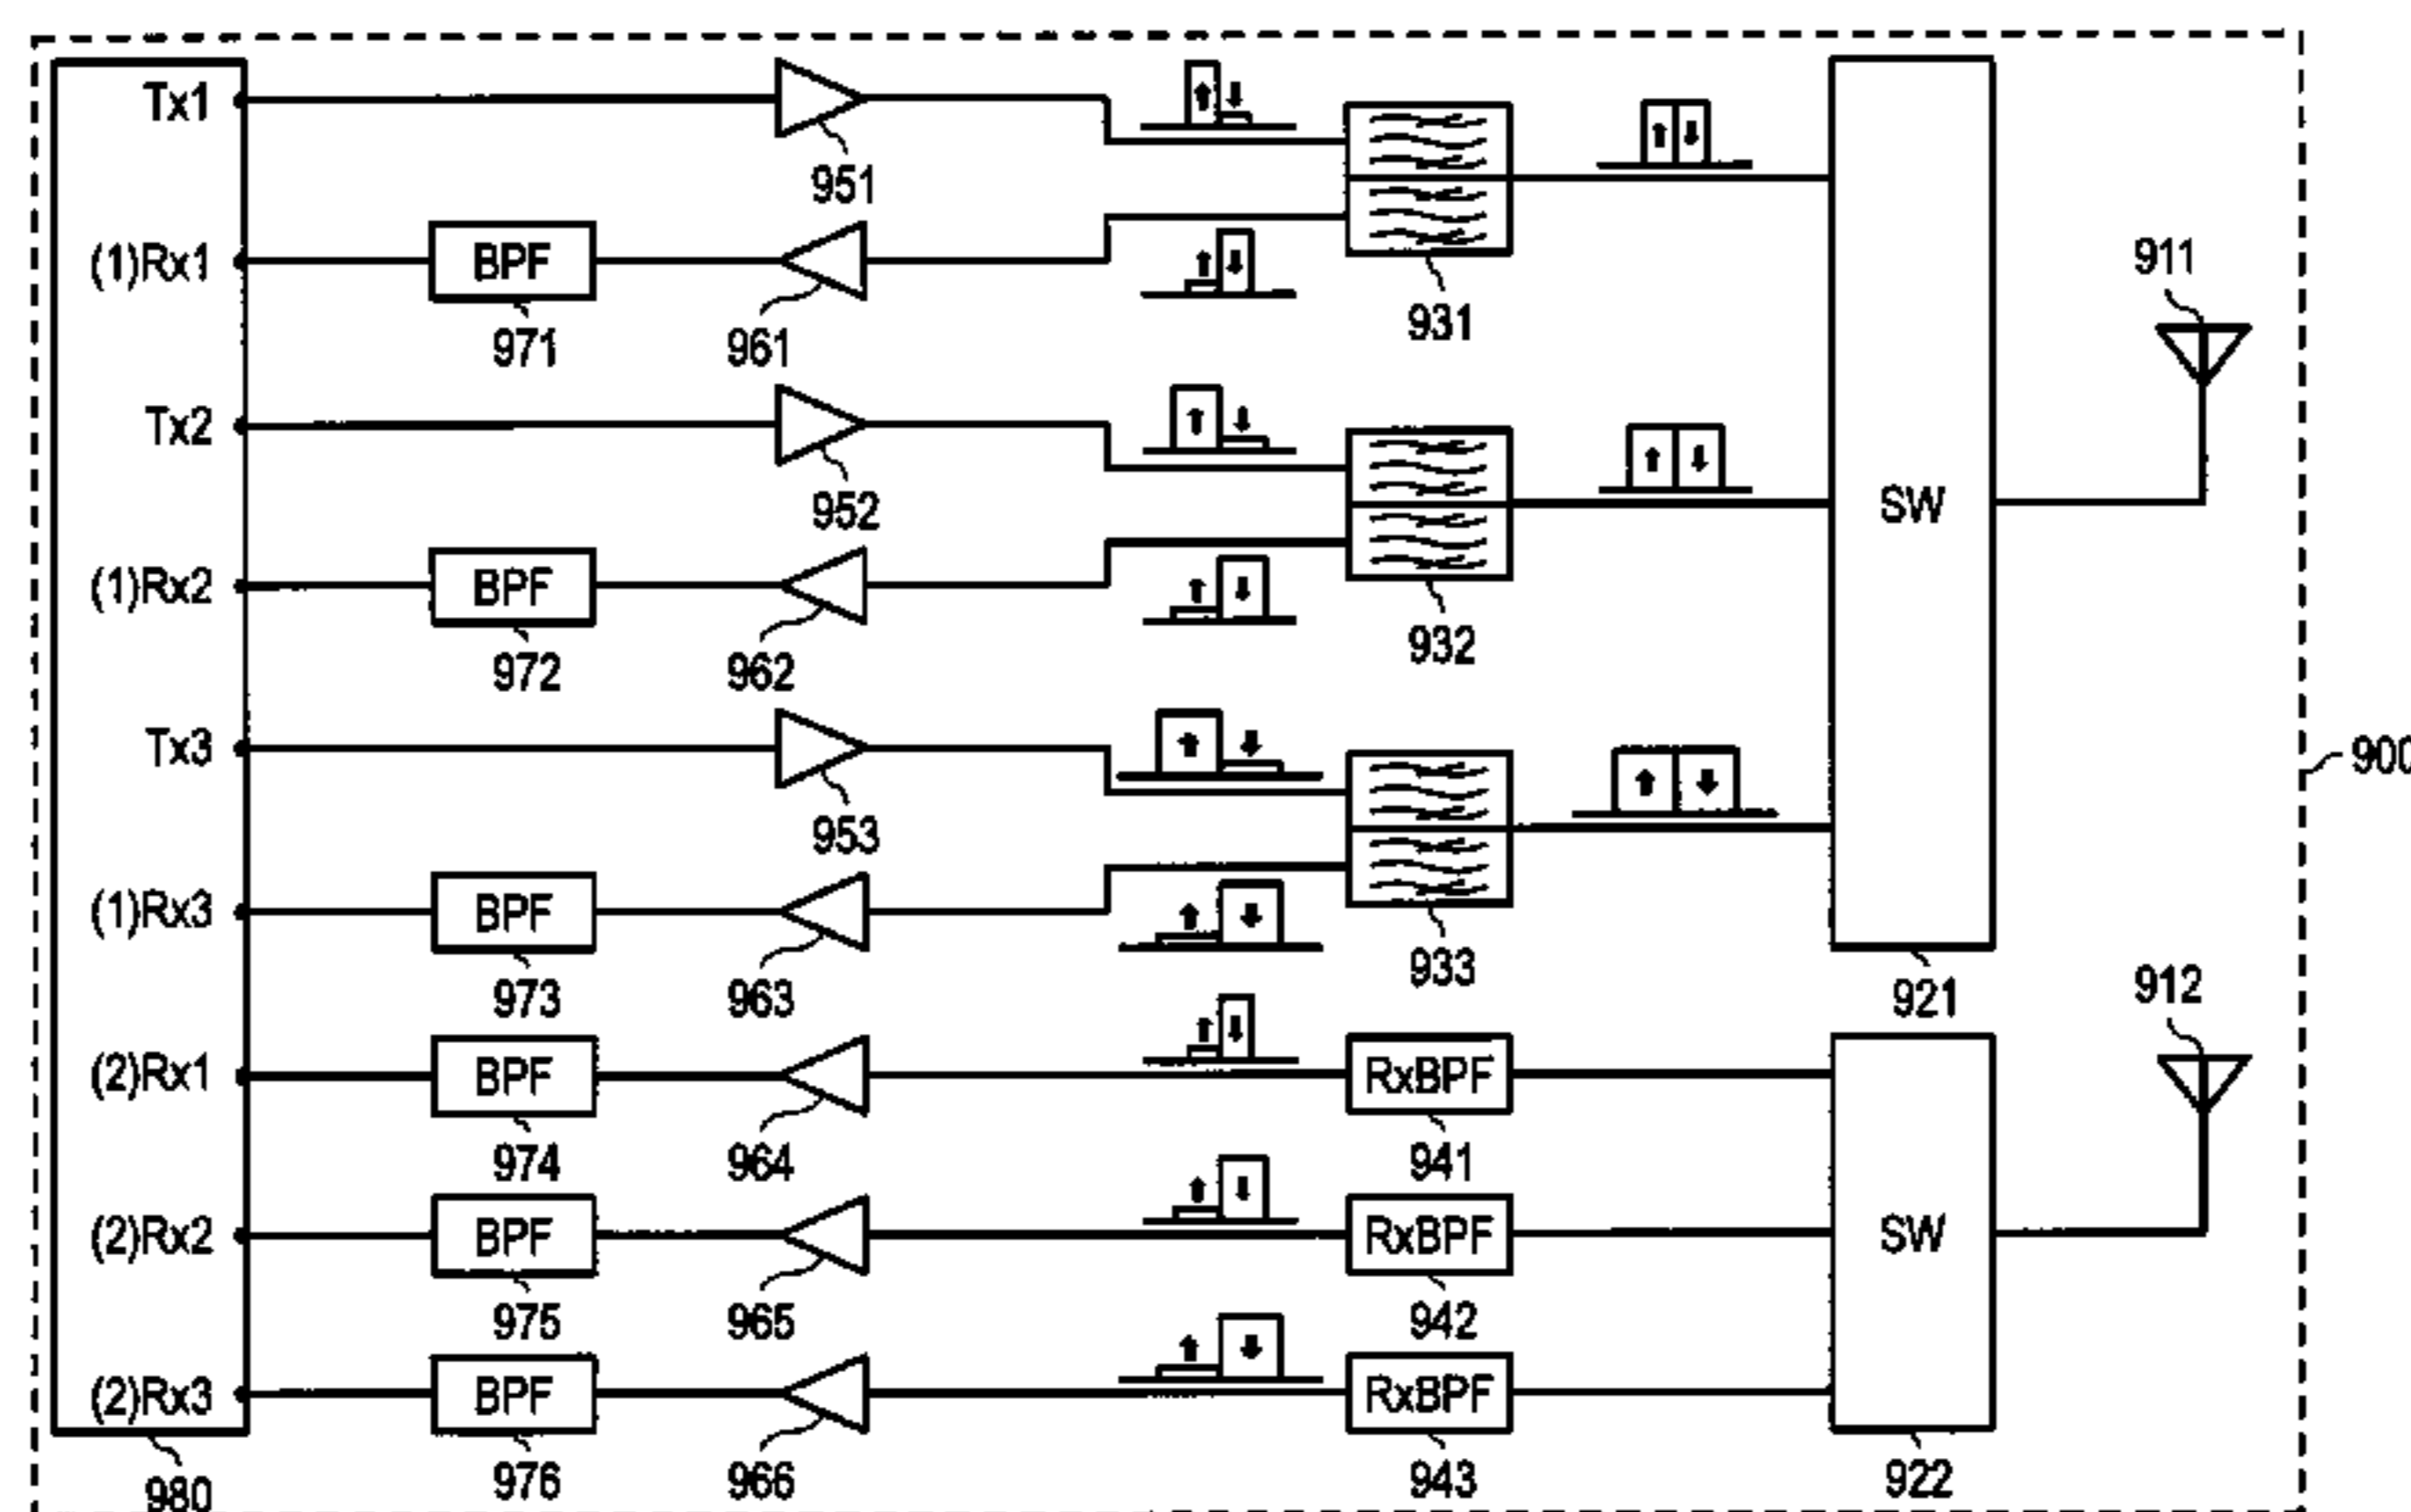 Tx1
951
(1)Rx1
BPF
971
961
931
911
Tx2
952
(1)Rx2
BPF
972
962
932
SW
Tx3
953
900
(1)Rx3
BPF
973
963
933
921
912
(2)Rx1
BPF
RxBPF
974
964
941
(2)Rx2
BPF
RxBPF
SW
975
965
942
(2)Rx3
BPF
RxBPF
980
976
966
943
922